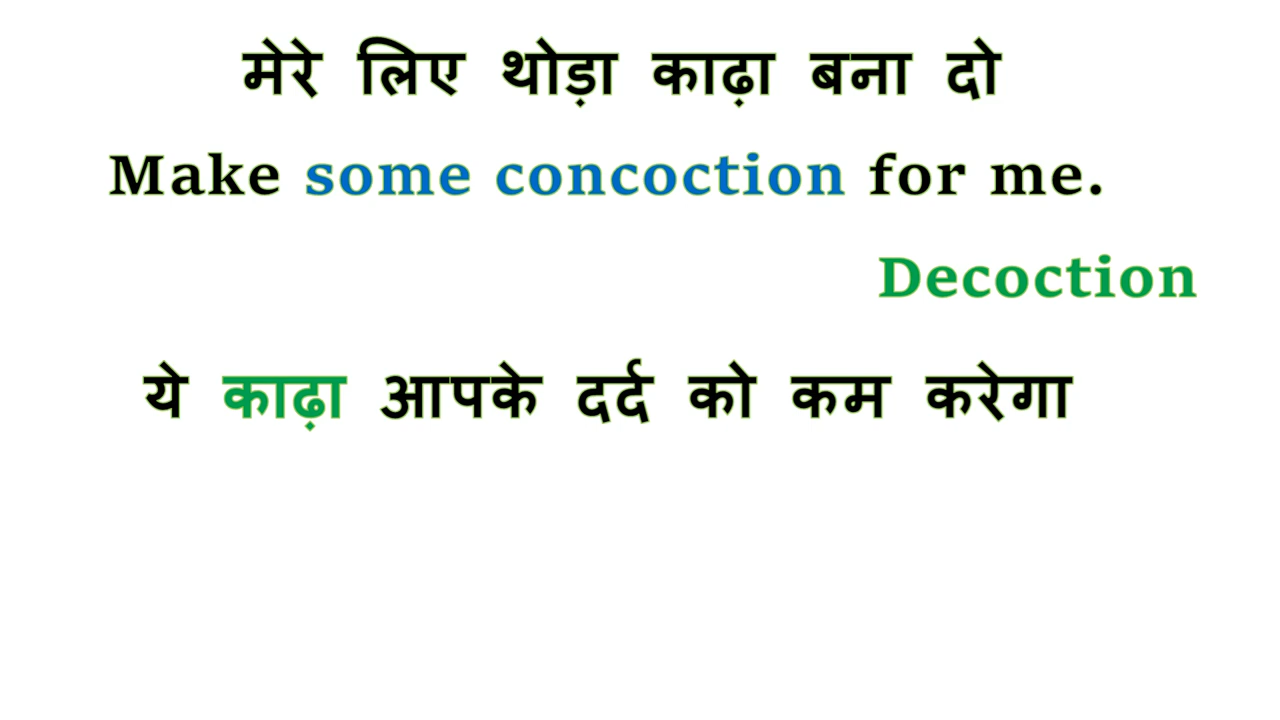 मेरे लिए थोड़ा काढ़ा बना दो
Make some concoction for me.
Decoction
ये काढ़ा आपके दर्द को कम करेगा